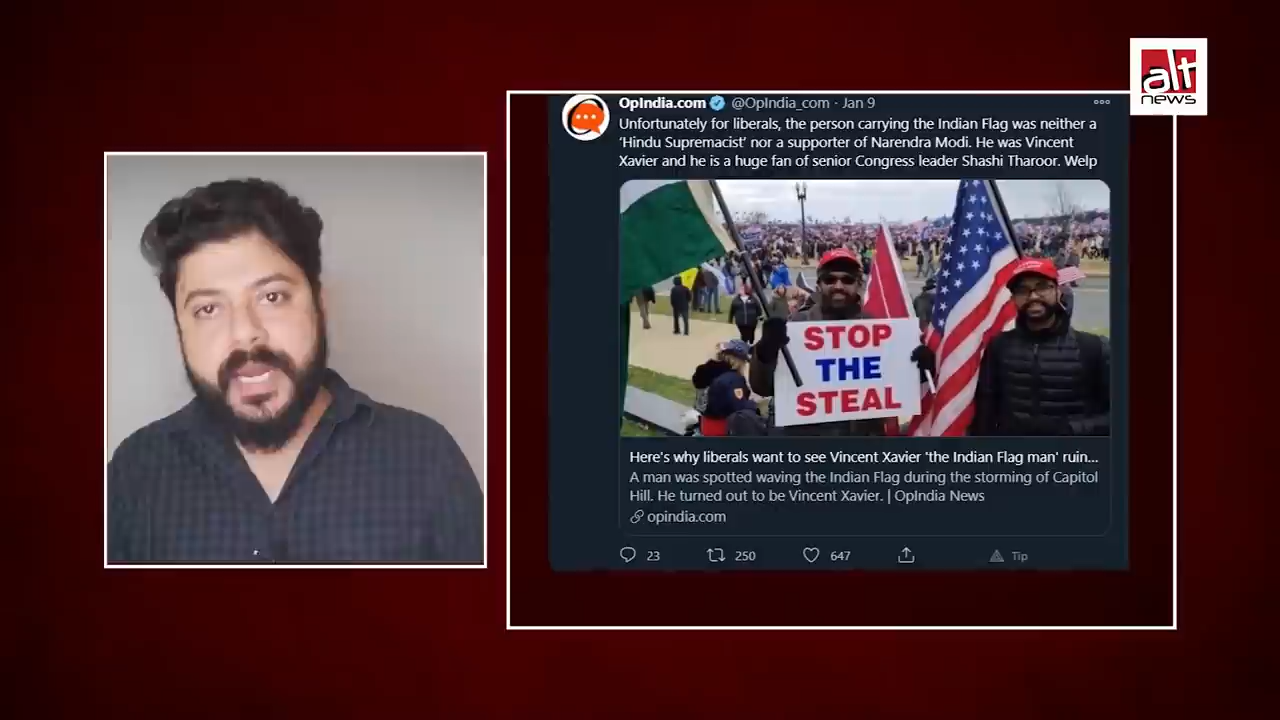 alt
news
OpIndia.com @OpIndia_com · Jan 9
Unfortunately for liberals, the person carrying the Indian Flag was neither a
‘Hindu Supremacist’ nor a supporter of Narendra Modi. He was Vincent
Xavier and he is a huge fan of senior Congress leader Shashi Tharoor. Welp
STOP
THE
STEAL
Here's why liberals want to see Vincent Xavier 'the Indian Flag man' ruin...
A man was spotted waving the Indian Flag during the storming of Capitol
Hill. He turned out to be Vincent Xavier. | OpIndia News
opindia.com
23 250 647 Tip